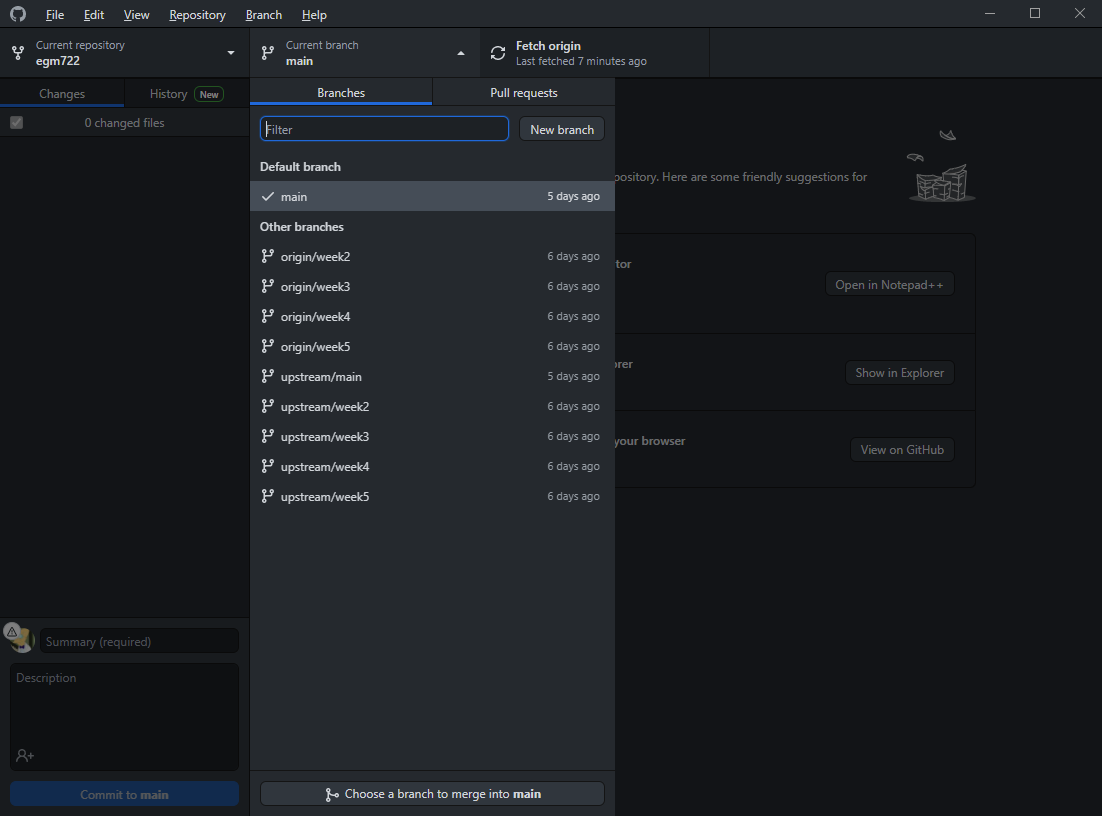 File Edit View Repository Branch Help
Current repository
egm722
Current branch
main
Fetch origin
Last fetched 7 minutes ago
Changes
History New
0 changed files
Branches
Pull requests
Filter
New branch
Default branch
main 5 days ago
Other branches
origin/week2 6 days ago
origin/week3 6 days ago
origin/week4 6 days ago
origin/week5 6 days ago
upstream/main 5 days ago
upstream/week2 6 days ago
upstream/week3 6 days ago
upstream/week4 6 days ago
upstream/week5 6 days ago
Choose a branch to merge into main
pository. Here are some friendly suggestions for
tor
Open in Notepad++
orer
Show in Explorer
your browser
View on GitHub
Summary (required)
Description
Commit to main